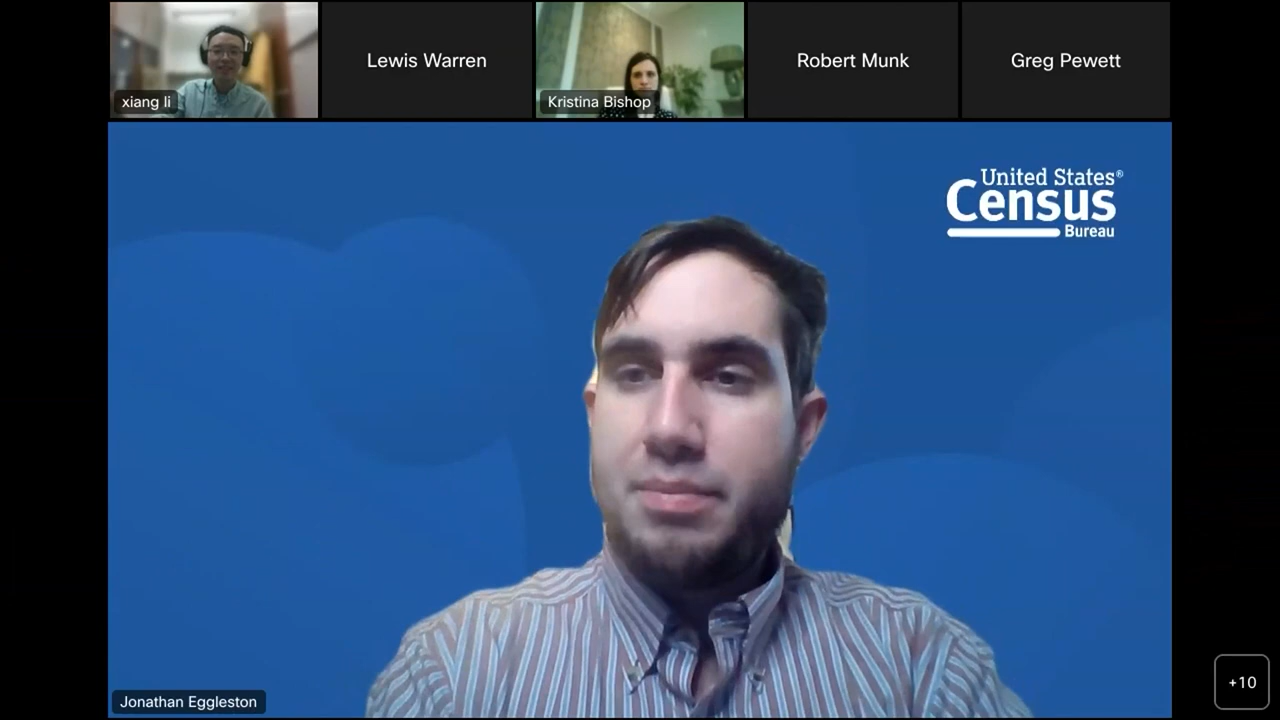 xiang li
Lewis Warren
Kristina Bishop
Robert Munk
Greg Pewett
United States®
Census
Bureau
Jonathan Eggleston
+10